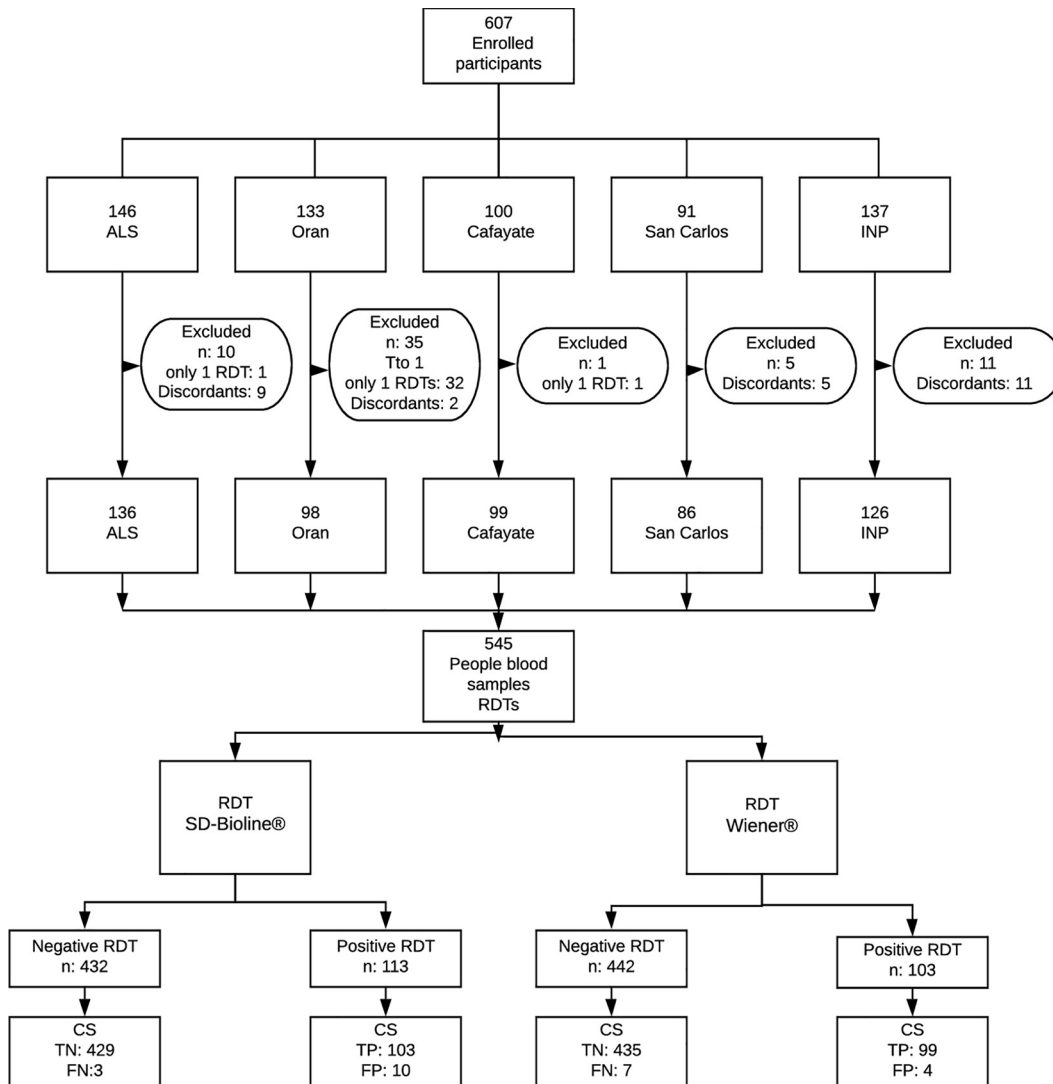 607
Enrolled
participants
146
ALS
133
Oran
100
Cafayate
91
San Carlos
137
INP
Excluded
n: 10
only 1 RDT: 1
Discordants: 9
Excluded
n: 35
Tto 1
only 1 RDTs: 32
Discordants: 2
Excluded
n: 1
only 1 RDT: 1
Excluded
n: 5
Discordants: 5
Excluded
n: 11
Discordants: 11
136
ALS
98
Oran
99
Cafayate
86
San Carlos
126
INP
545
People blood
samples
RDTs
RDT
SD-Bioline®
RDT
Wiener®
Negative RDT
n: 432
Positive RDT
n: 113
Negative RDT
n: 442
Positive RDT
n: 103
CS
TN: 429
FN:3
CS
TP: 103
FP: 10
CS
TN: 435
FN: 7
CS
TP: 99
FP: 4